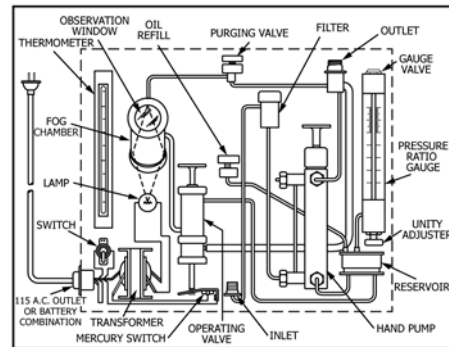 OBSERVATION
WINDOW
THERMOMETER
OIL
REFILL
PURGING VALVE
FILTER
OUTLET
GAUGE
VALVE
FOG
CHAMBER
LAMP
PRESSURE
RATIO
GAUGE
SWITCH
UNITY
ADJUSTER
RESERVOIR
115 A.C. OUTLET
OR BATTERY
COMBINATION
TRANSFORMER
MERCURY SWITCH
OPERATING
VALVE
INLET
HAND PUMP